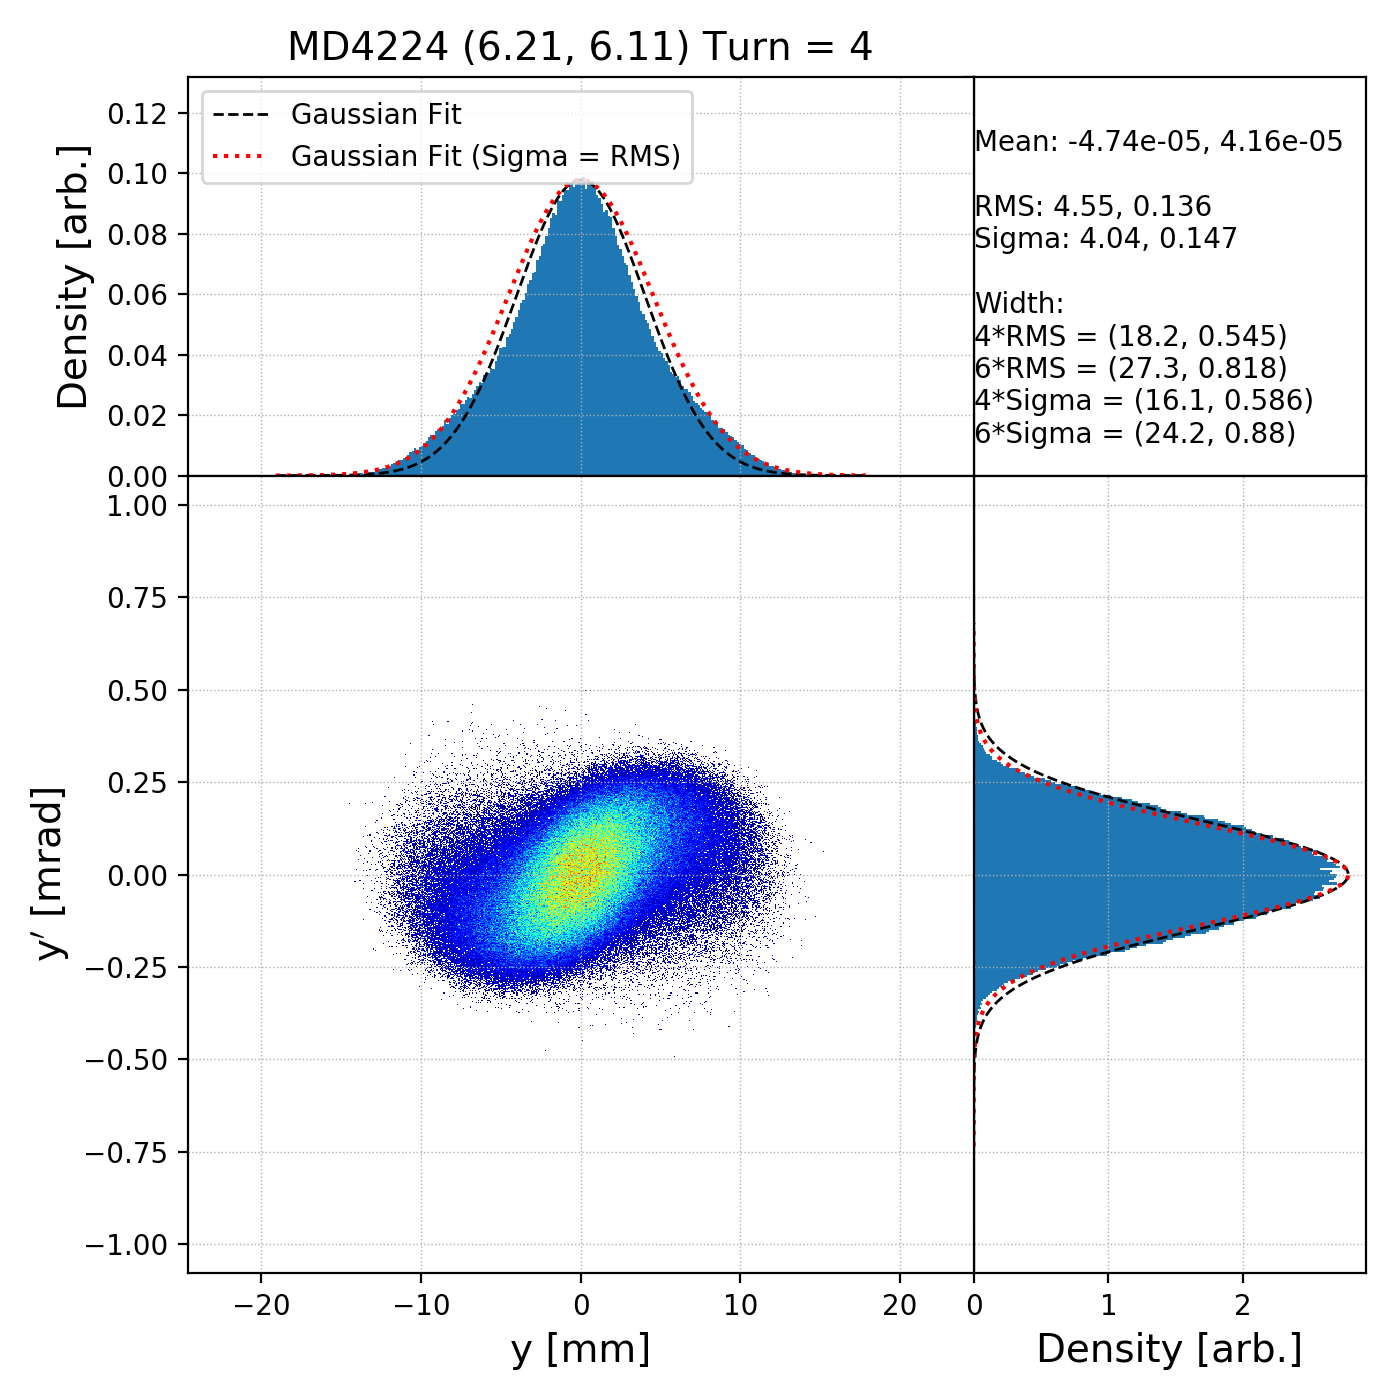 MD4224 (6.21, 6.11) Turn = 4
Gaussian Fit
Gaussian Fit (Sigma = RMS)
Density [arb.]
0.12
0.10
0.08
0.06
0.04
0.02
0.00
Mean: -4.74e-05, 4.16e-05
RMS: 4.55, 0.136
Sigma: 4.04, 0.147
Width:
4*RMS = (18.2, 0.545)
6*RMS = (27.3, 0.818)
4*Sigma = (16.1, 0.586)
6*Sigma = (24.2, 0.88)
y′ [mrad]
1.00
0.75
0.50
0.25
0.00
−0.25
−0.50
−0.75
−1.00
−20 −10 0 10 20
y [mm]
0 1 2
Density [arb.]